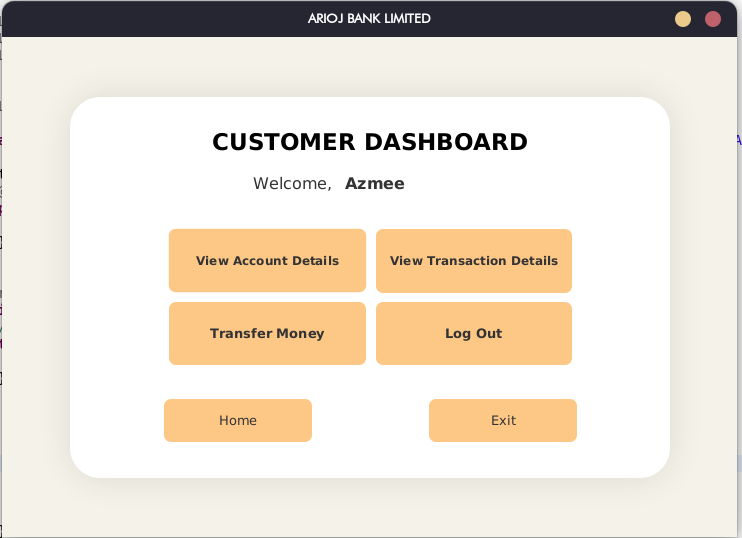 ARIOJ BANK LIMITED
CUSTOMER DASHBOARD
Welcome, Azmee
View Account Details View Transaction Details
Transfer Money Log Out
Home Exit